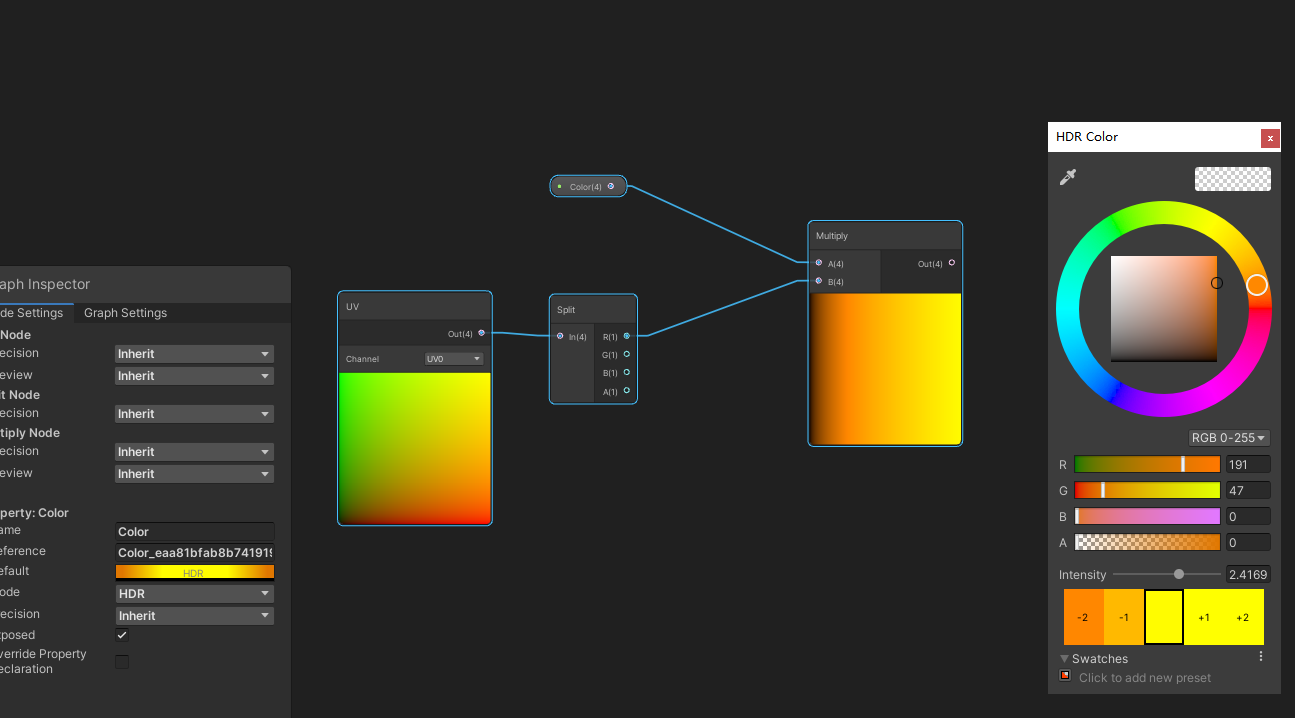 HDR Color
x
Color(4)
Multiply
A(4)
Out(4)
B(4)
aph Inspector
de Settings
Graph Settings
Node
ecision
Inherit
eview
Inherit
it Node
ecision
Inherit
tiply Node
ecision
Inherit
eview
Inherit
perty: Color
ame
Color
eference
Color_eaa81bfab8b741919
efault
HDR
ode
HDR
ecision
Inherit
posed
verride Property
eclaration
UV
Out(4)
Channel
UV0
Split
In(4)
R(1)
G(1)
B(1)
A(1)
RGB 0-255
R
191
G
47
B
0
A
0
Intensity
2.4169
-2
-1
+1
+2
Swatches
Click to add new preset